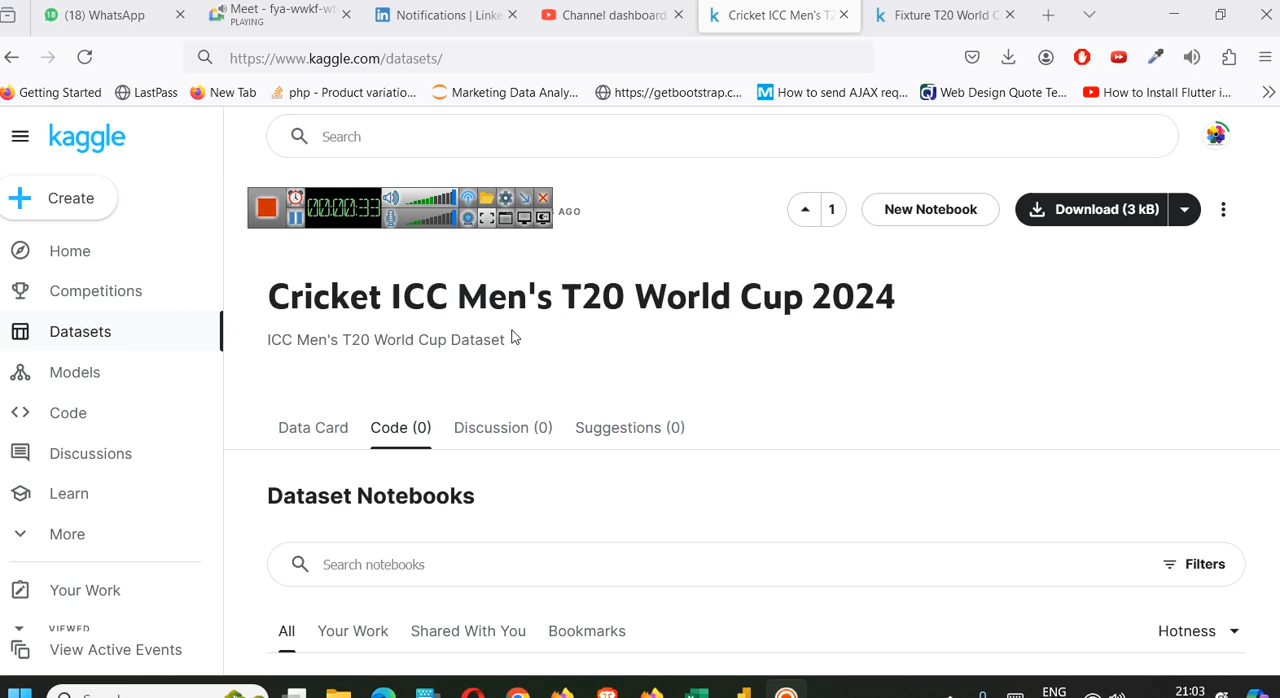 (18) WhatsApp
Meet - fya-wwkf-wt
PLAYING
Notifications | Linke
Channel dashboard
Cricket ICC Men's T2
Fixture T20 World C
https://www.kaggle.com/datasets/
Getting Started
LastPass
New Tab
php - Product variatio...
Marketing Data Analy...
https://getbootstrap.c...
How to send AJAX req...
Web Design Quote Te...
How to Install Flutter i...
kaggle
Search
Create
00:00:33
AGO
1
New Notebook
Download (3 kB)
Home
Competitions
Datasets
Models
Code
Discussions
Learn
More
Your Work
VIEWED
View Active Events
Cricket ICC Men's T20 World Cup 2024
ICC Men's T20 World Cup Dataset
Data Card
Code (0)
Discussion (0)
Suggestions (0)
Dataset Notebooks
Search notebooks
Filters
All
Your Work
Shared With You
Bookmarks
Hotness
ENG
21:03